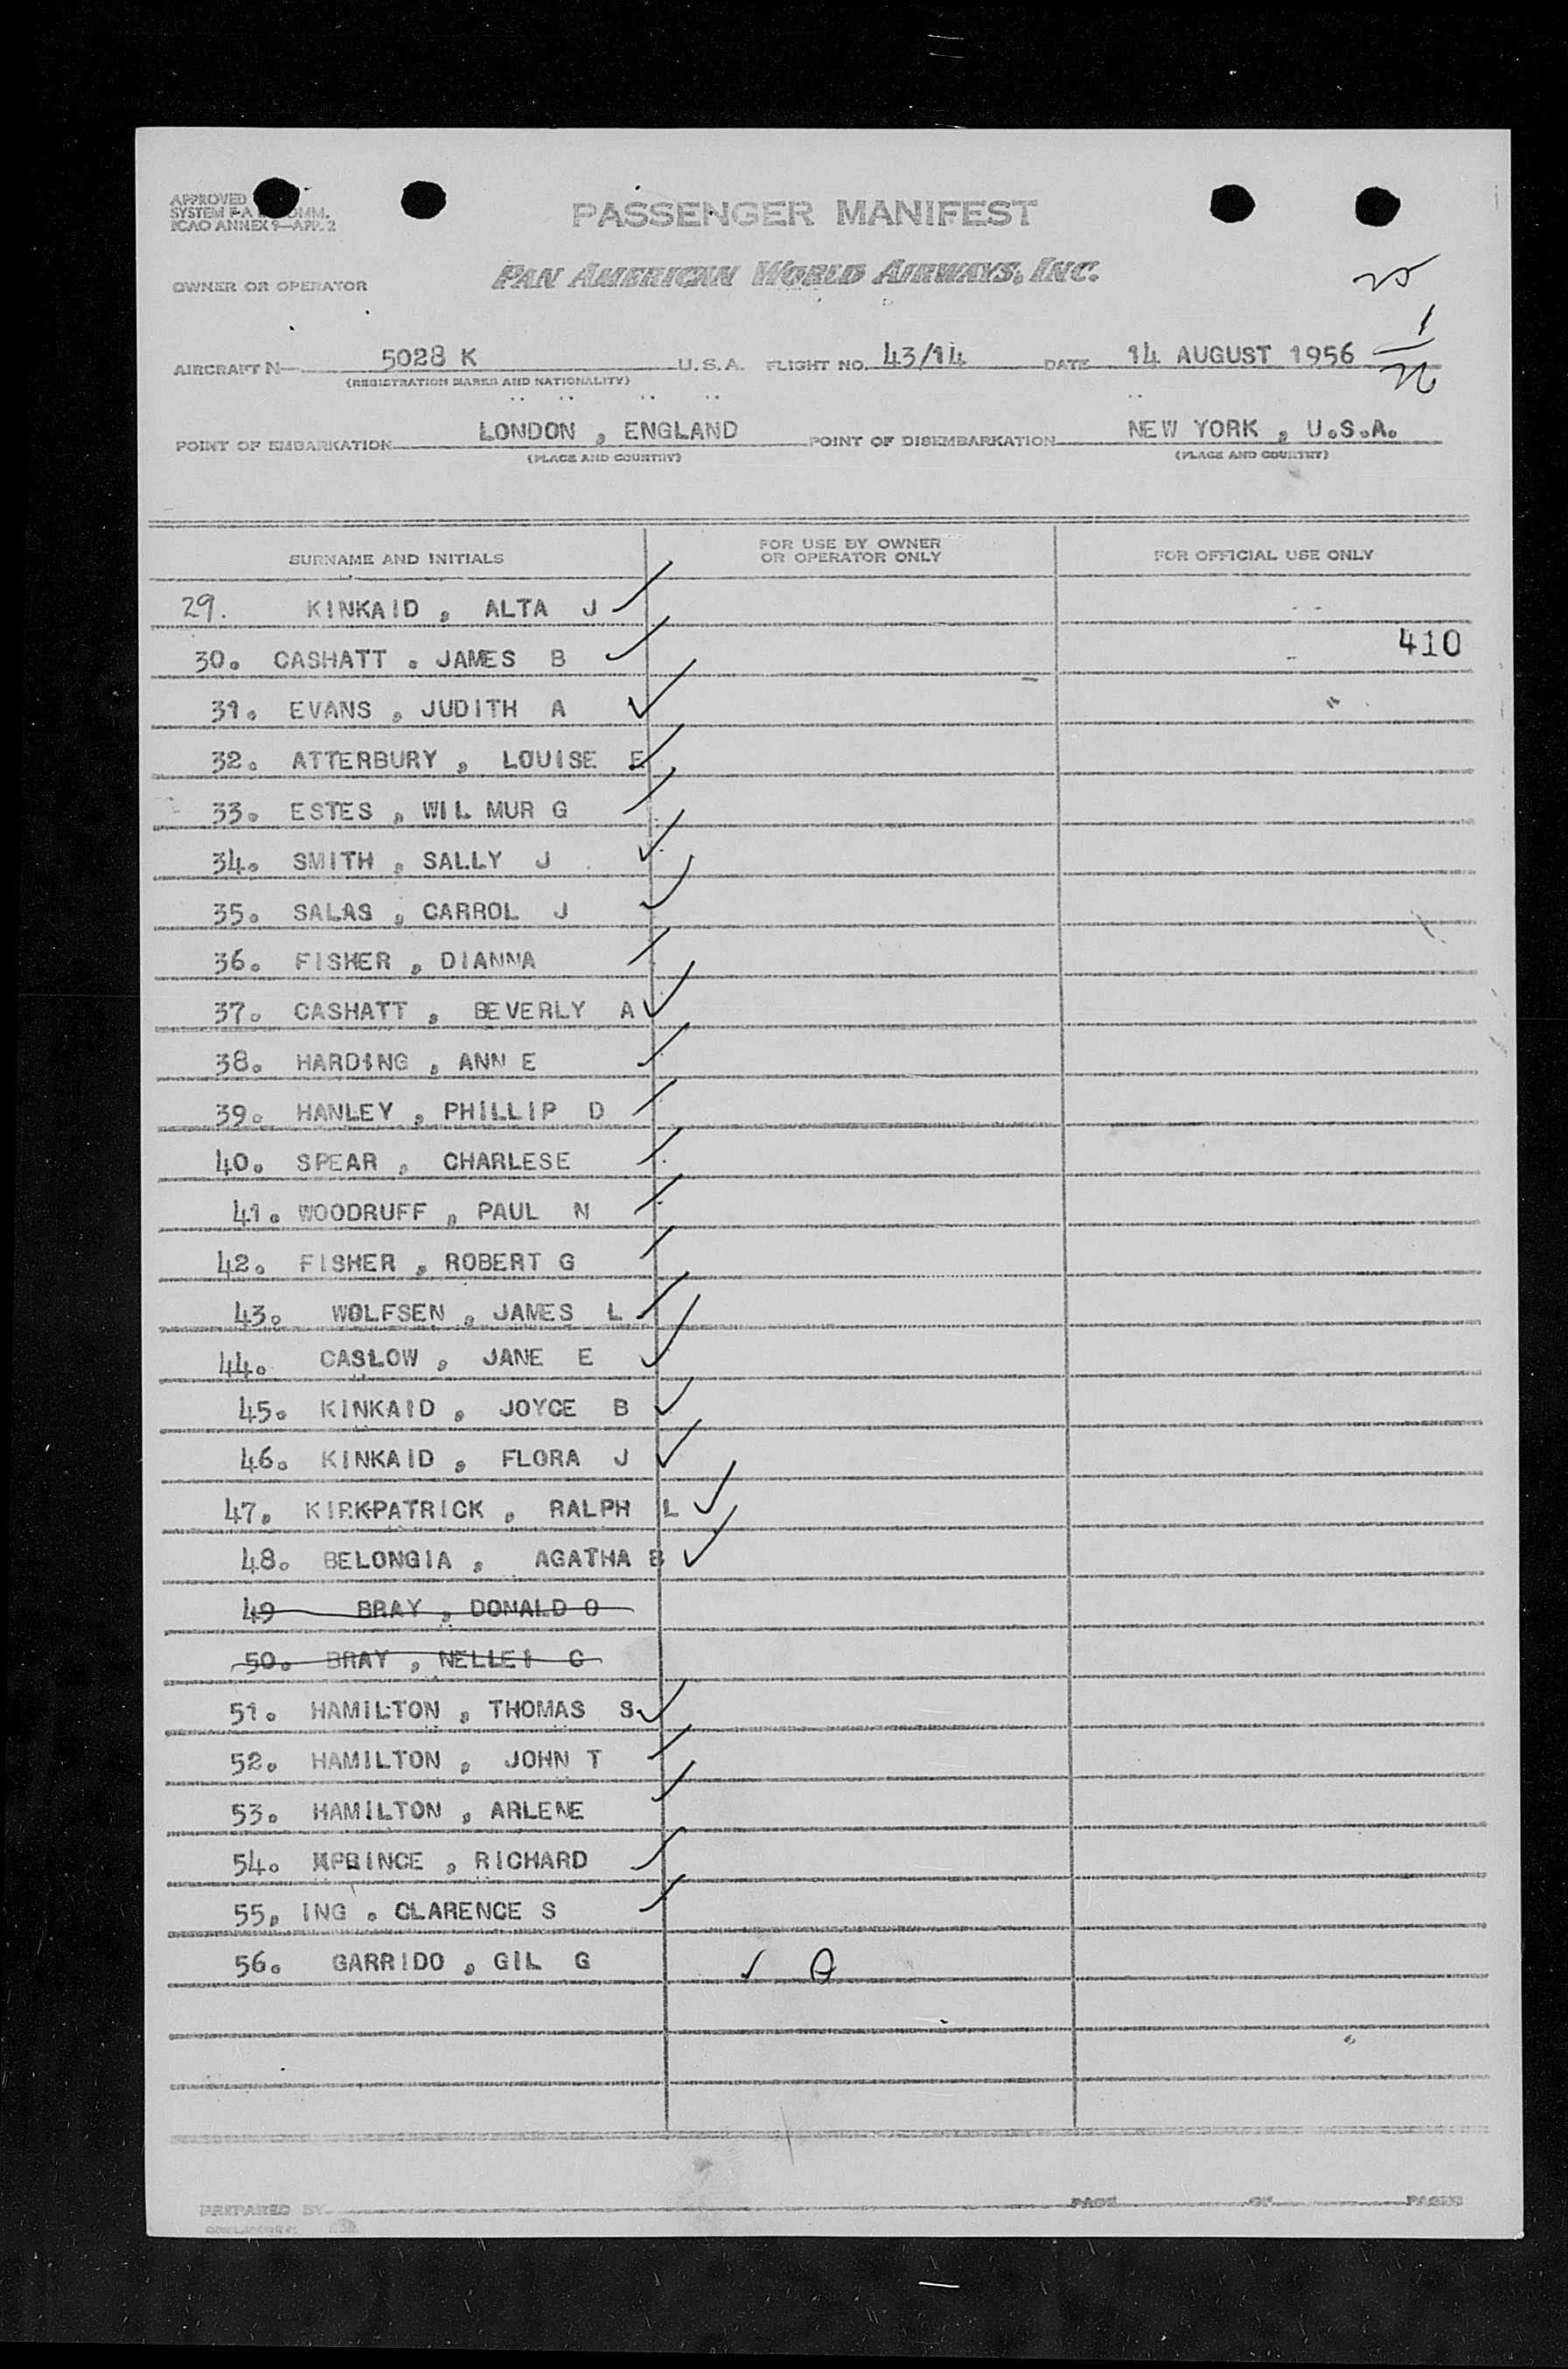 APPROVED
SYSTEM F A COMM.
ICAO ANNEX 9—APP. 2
PASSENGER MANIFEST
OWNER OR OPERATOR PAN AMERICAN WORLD AIRWAYS, INC.
25
1
26
AIRCRAFT N— 5028 K U.S.A. FLIGHT NO. 43/14 DATE 14 AUGUST 1956
(REGISTRATION MARKS AND NATIONALITY)
POINT OF EMBARKATION LONDON , ENGLAND POINT OF DISEMBARKATION NEW YORK , U.S.A.
(PLACE AND COUNTRY) (PLACE AND COUNTRY)
SURNAME AND INITIALS FOR USE BY OWNER OR OPERATOR ONLY FOR OFFICIAL USE ONLY
29. KINKAID , ALTA J
30. CASHATT . JAMES B 410
31. EVANS , JUDITH A
32. ATTERBURY , LOUISE E
33. ESTES , WIL MUR G
34. SMITH , SALLY J
35. SALAS , CARROL J
36. FISHER , DIANNA
37. CASHATT , BEVERLY A
38. HARDING , ANN E
39. HANLEY , PHILLIP D
40. SPEAR , CHARLESE
41. WOODRUFF , PAUL N
42. FISHER , ROBERT G
43. WOLFSEN , JAMES L
44. CASLOW , JANE E
45. KINKAID , JOYCE B
46. KINKAID , FLORA J
47. KIRKPATRICK , RALPH L
48. BELONGIA , AGATHA B
49 BRAY , DONALD O
50. BRAY , NELLEI C
51. HAMILTON , THOMAS S
52. HAMILTON , JOHN T
53. HAMILTON , ARLENE
54. XPRINCE , RICHARD
55. ING . CLARENCE S
56. GARRIDO , GIL G
PREPARED BY PAGE OF PAGES